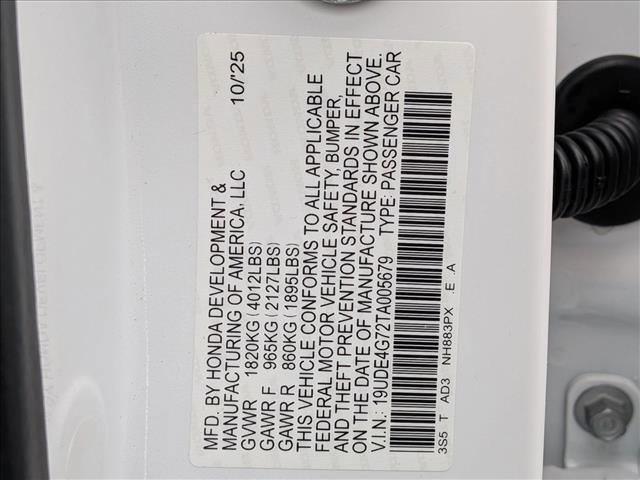 MFD. BY HONDA DEVELOPMENT &
MANUFACTURING OF AMERICA, LLC 10/'25
GVWR 1820KG (4012LBS)
GAWR F 965KG (2127LBS)
GAWR R 860KG (1895LBS)
THIS VEHICLE CONFORMS TO ALL APPLICABLE
FEDERAL MOTOR VEHICLE SAFETY, BUMPER,
AND THEFT PREVENTION STANDARDS IN EFFECT
ON THE DATE OF MANUFACTURE SHOWN ABOVE.
V.I.N.: 19UDE4G72TA005679 TYPE: PASSENGER CAR
3S5 T AD3 NH883PX E A